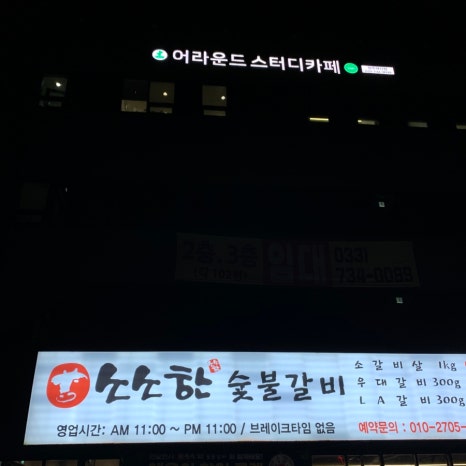 어라운드 스터디카페
2층.3층 임대 033)
734-0089
소소한 숯불갈비
소갈비살 1kg
우대갈비 300g
LA갈비 300g
영업시간: AM 11:00 ~ PM 11:00 / 브레이크타임 없음
예약문의 : 010-2705-